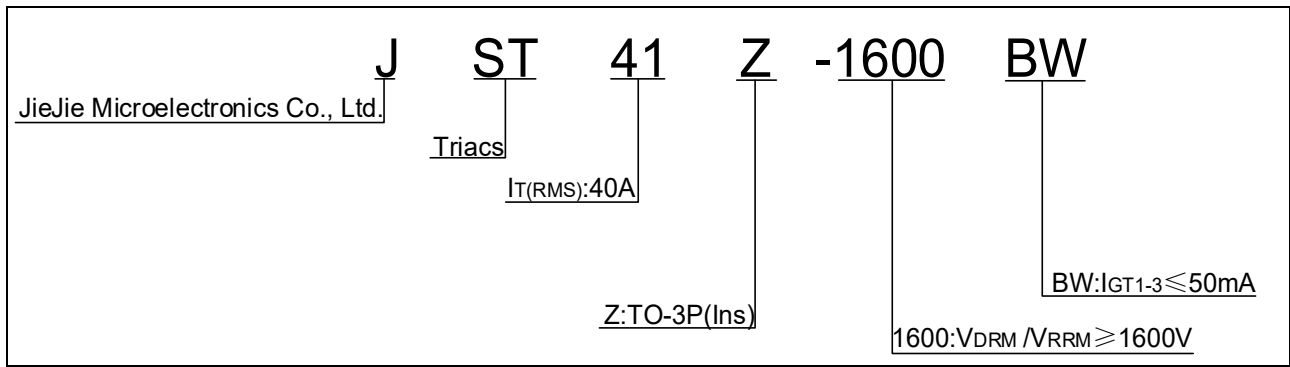 J ST 41 Z -1600 BW
JieJie Microelectronics Co., Ltd.
Triacs
IT(RMS):40A
BW:IGT1-3≤50mA
Z:TO-3P(Ins)
1600:VDRM /VRRM≥1600V